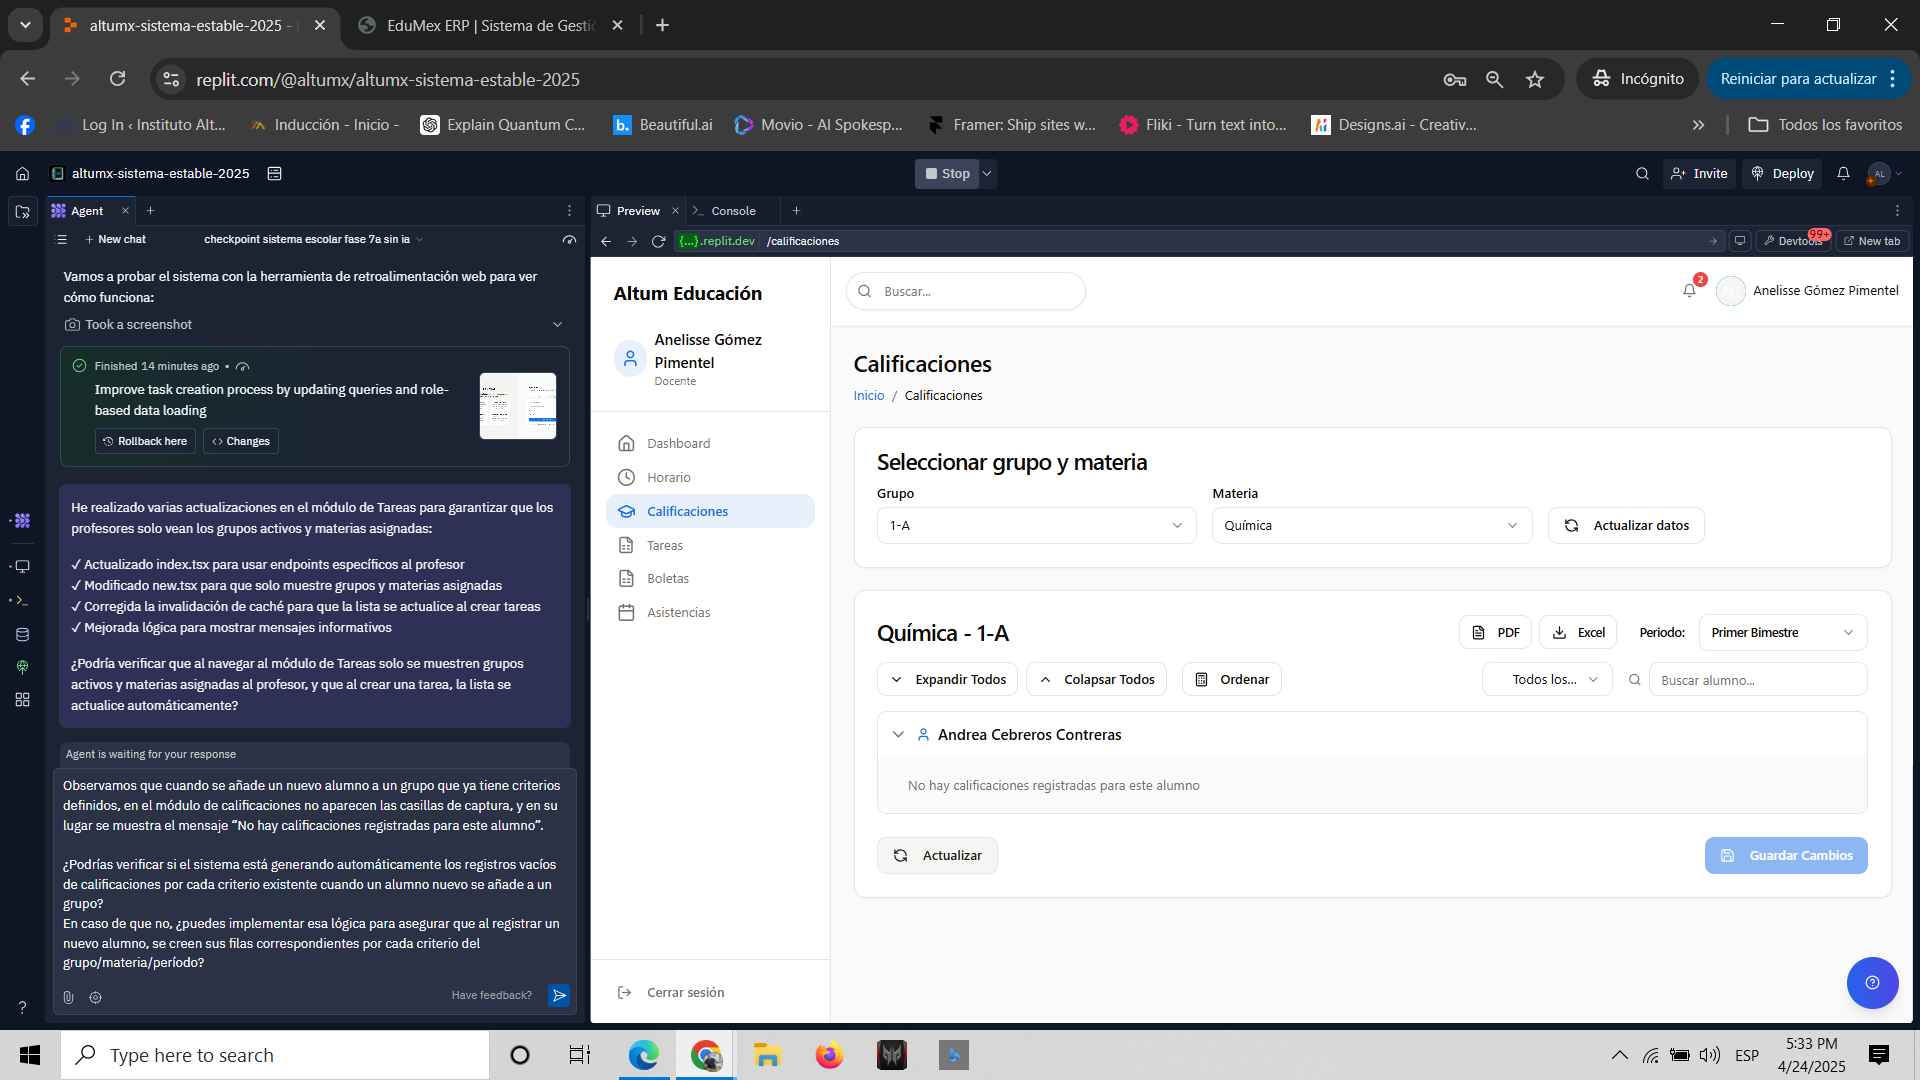 altumx-sistema-estable-2025 -
EduMex ERP | Sistema de Gesti
replit.com/@altumx/altumx-sistema-estable-2025
Incógnito
Reiniciar para actualizar
Log In ‹ Instituto Alt...
Inducción - Inicio -
Explain Quantum C...
Beautiful.ai
Movio - AI Spokesp...
Framer: Ship sites w...
Fliki - Turn text into...
Designs.ai - Creativ...
Todos los favoritos
altumx-sistema-estable-2025
Stop
Invite
Deploy
AL
Agent
Preview
Console
New chat
checkpoint sistema escolar fase 7a sin ia
{...}.replit.dev
/calificaciones
Devtools
99+
New tab
Vamos a probar el sistema con la herramienta de retroalimentación web para ver
cómo funciona:
Took a screenshot
Finished 14 minutes ago •
Improve task creation process by updating queries and role-
based data loading
Rollback here
Changes
He realizado varias actualizaciones en el módulo de Tareas para garantizar que los
profesores solo vean los grupos activos y materias asignadas:
✓ Actualizado index.tsx para usar endpoints específicos al profesor
✓ Modificado new.tsx para que solo muestre grupos y materias asignadas
✓ Corregida la invalidación de caché para que la lista se actualice al crear tareas
✓ Mejorada lógica para mostrar mensajes informativos
¿Podría verificar que al navegar al módulo de Tareas solo se muestren grupos
activos y materias asignadas al profesor, y que al crear una tarea, la lista se
actualice automáticamente?
Agent is waiting for your response
Observamos que cuando se añade un nuevo alumno a un grupo que ya tiene criterios
definidos, en el módulo de calificaciones no aparecen las casillas de captura, y en su
lugar se muestra el mensaje “No hay calificaciones registradas para este alumno”.
¿Podrías verificar si el sistema está generando automáticamente los registros vacíos
de calificaciones por cada criterio existente cuando un alumno nuevo se añade a un
grupo?
En caso de que no, ¿puedes implementar esa lógica para asegurar que al registrar un
nuevo alumno, se creen sus filas correspondientes por cada criterio del
grupo/materia/período?
Have feedback?
Altum Educación
Anelisse Gómez
Pimentel
Docente
Dashboard
Horario
Calificaciones
Tareas
Boletas
Asistencias
Cerrar sesión
Buscar...
2
Anelisse Gómez Pimentel
Calificaciones
Inicio / Calificaciones
Seleccionar grupo y materia
Grupo
Materia
1-A
Química
Actualizar datos
Química - 1-A
PDF
Excel
Periodo:
Primer Bimestre
Expandir Todos
Colapsar Todos
Ordenar
Todos los...
Buscar alumno...
Andrea Cebreros Contreras
No hay calificaciones registradas para este alumno
Actualizar
Guardar Cambios
Type here to search
ESP
5:33 PM
4/24/2025